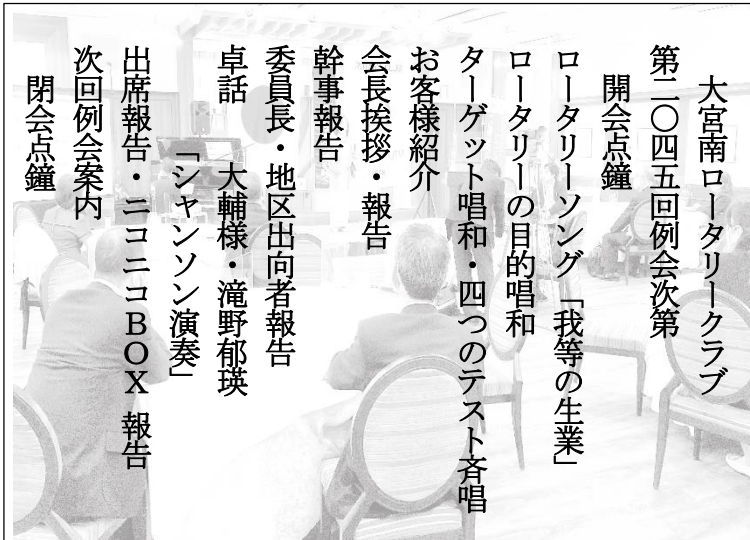 大宮南ロータリークラブ
第二〇四五回例会次第
開会点鐘
ロータリーソング「我等の生業」
ロータリーの目的唱和
ターゲット唱和・四つのテスト斉唱
お客様紹介
会長挨拶・報告
幹事報告
委員長・地区出向者報告
卓話　　大輔様・滝野郁瑛
「シャンソン演奏」
出席報告・ニコニコBOX 報告
次回例会案内
閉会点鐘